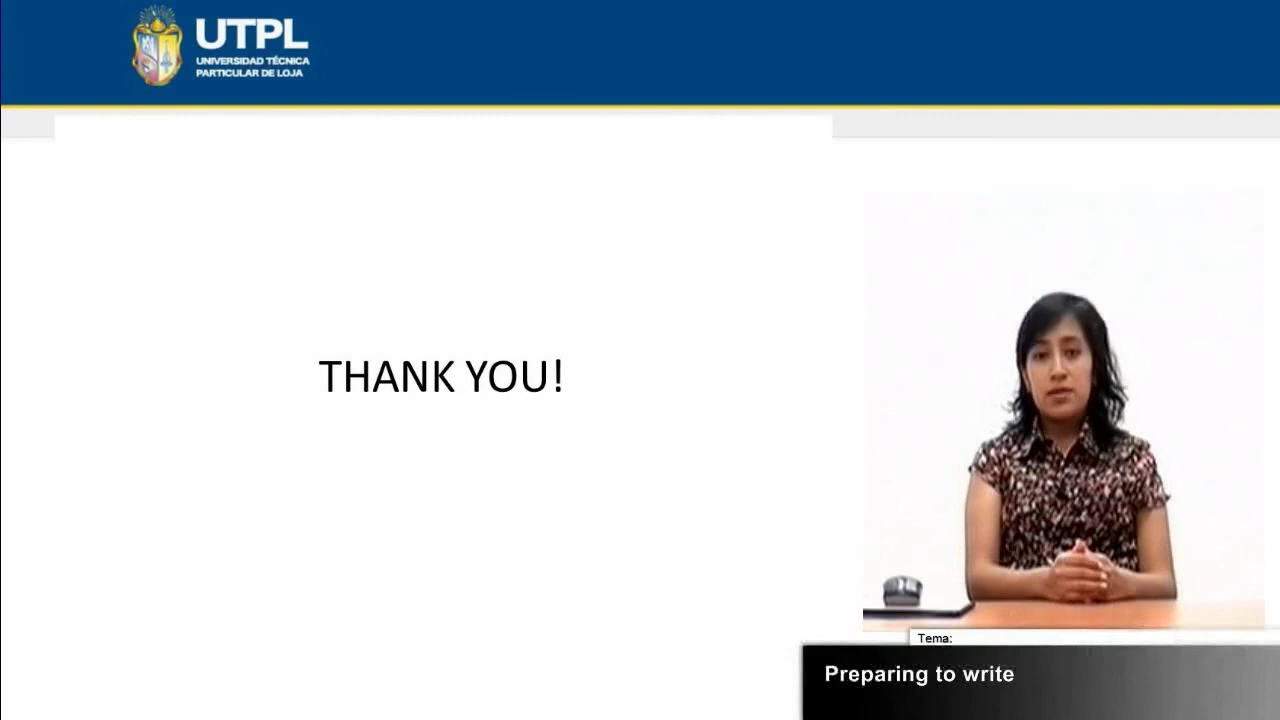 UTPL
UNIVERSIDAD TÉCNICA
PARTICULAR DE LOJA
THANK YOU!
Tema:
Preparing to write